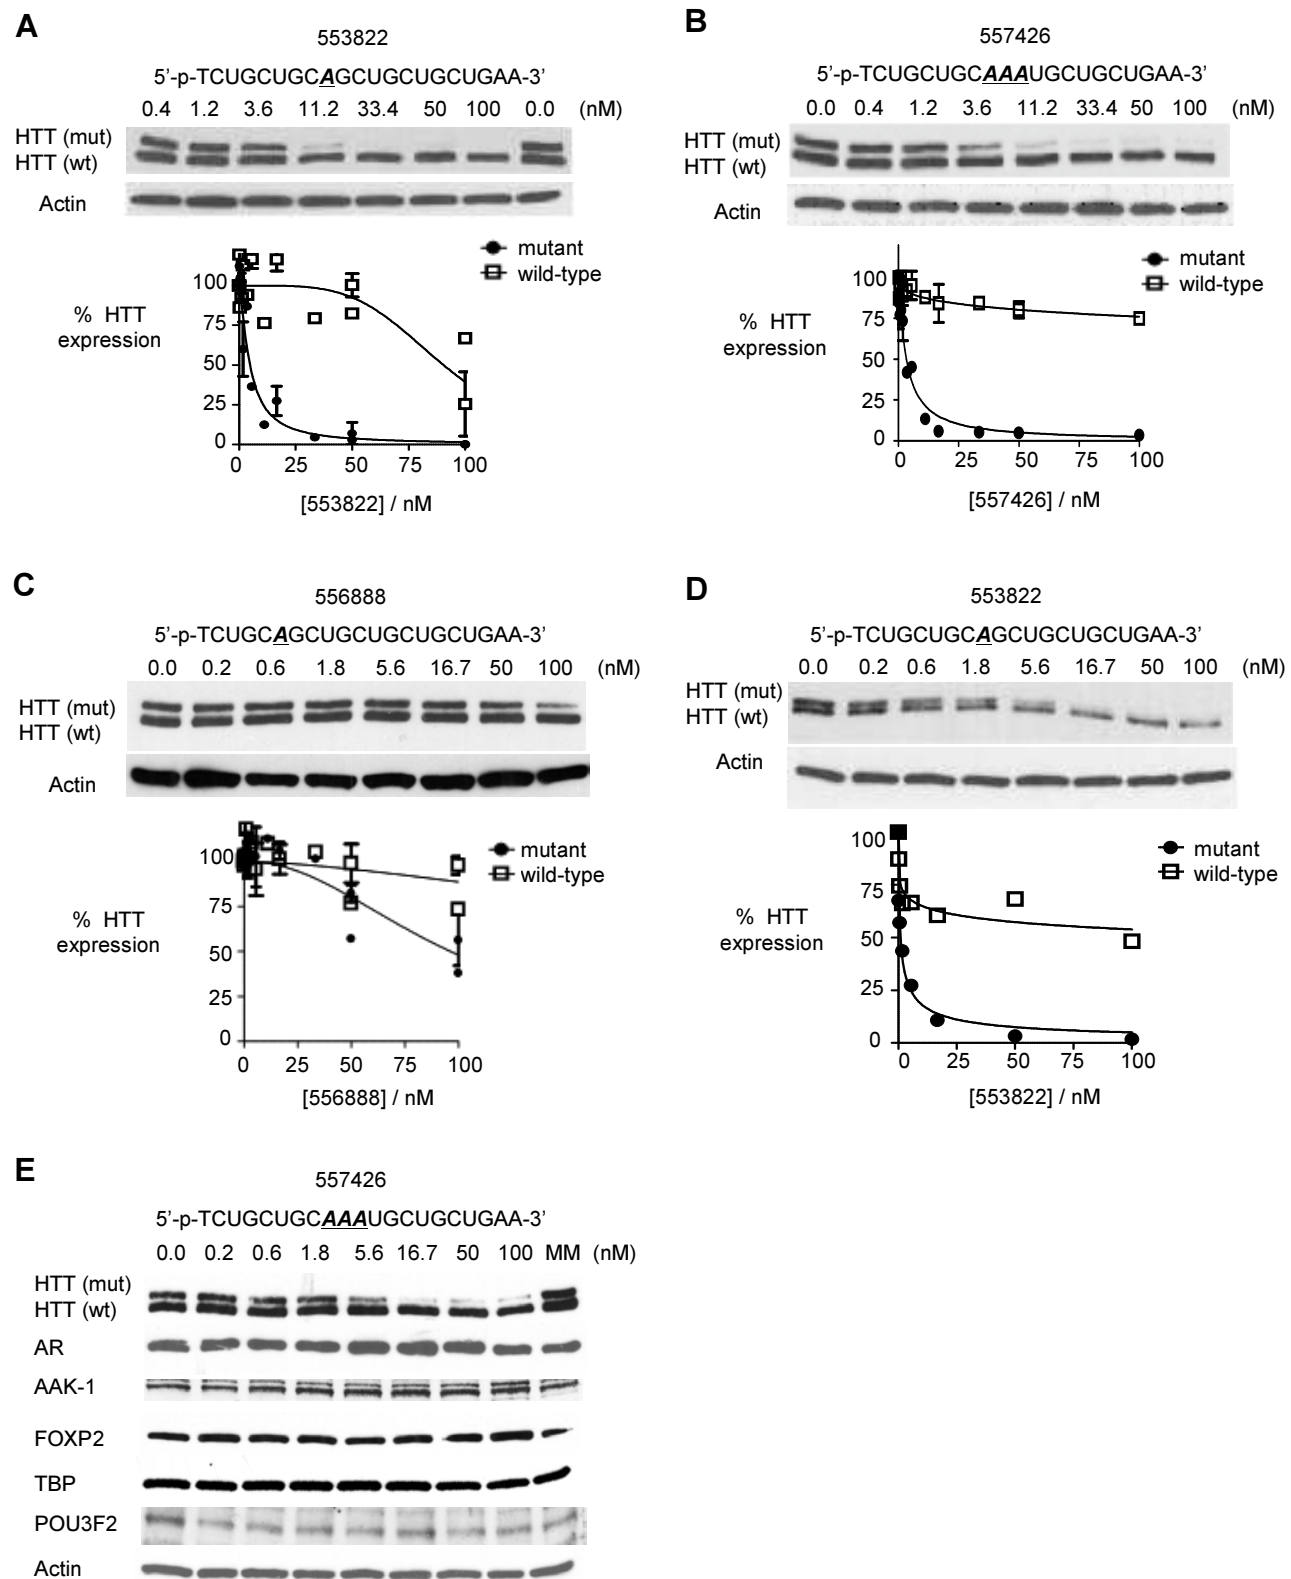 A
553822
5'-p-TCUGCUGCAGCUGCUGCUGAA-3'
0.4 1.2 3.6 11.2 33.4 50 100 0.0 (nM)
HTT (mut)
HTT (wt)
Actin
mutant
wild-type
100
75
50
25
0
% HTT
expression
0 25 50 75 100
[553822] / nM
B
557426
5'-p-TCUGCUGCAAAUGCUGCUGAA-3'
0.0 0.4 1.2 3.6 11.2 33.4 50 100 (nM)
HTT (mut)
HTT (wt)
Actin
mutant
wild-type
100
75
50
25
0
% HTT
expression
0 25 50 75 100
[557426] / nM
C
556888
5'-p-TCUGCAGCUGCUGCUGCUGAA-3'
0.0 0.2 0.6 1.8 5.6 16.7 50 100 (nM)
HTT (mut)
HTT (wt)
Actin
mutant
wild-type
100
75
50
25
0
% HTT
expression
0 25 50 75 100
[556888] / nM
D
553822
5'-p-TCUGCUGCAGCUGCUGCUGAA-3'
0.0 0.2 0.6 1.8 5.6 16.7 50 100 (nM)
HTT (mut)
HTT (wt)
Actin
mutant
wild-type
100
75
50
25
0
% HTT
expression
0 25 50 75 100
[553822] / nM
E
557426
5'-p-TCUGCUGCAAAUGCUGCUGAA-3'
0.0 0.2 0.6 1.8 5.6 16.7 50 100 MM (nM)
HTT (mut)
HTT (wt)
AR
AAK-1
FOXP2
TBP
POU3F2
Actin